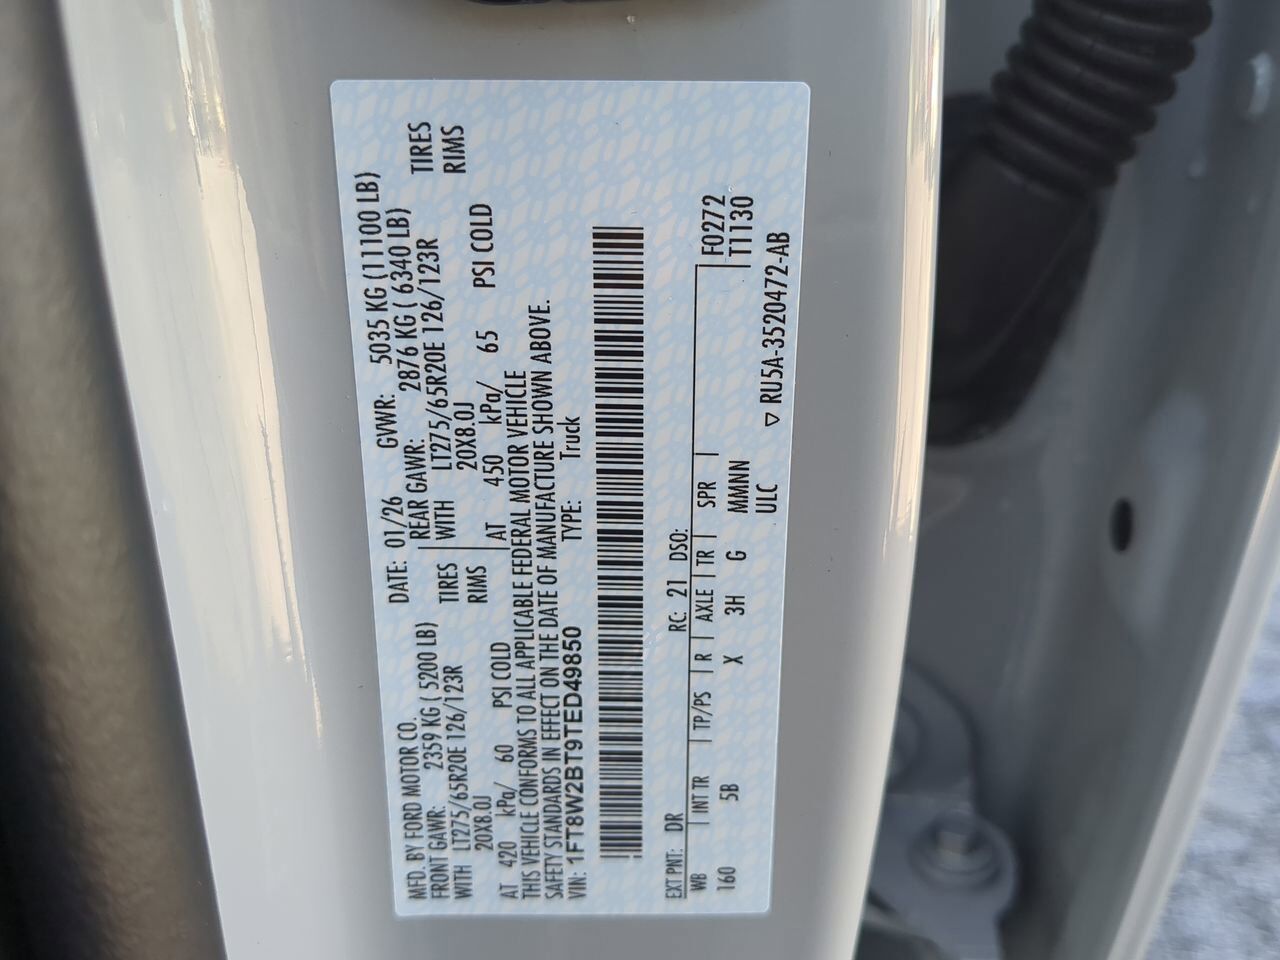 MFD. BY FORD MOTOR CO.
DATE: 01/26 GVWR: 5035 KG (11100 LB)
FRONT GAWR: 2359 KG ( 5200 LB) REAR GAWR: 2876 KG ( 6340 LB)
WITH LT275/65R20E 126/123R TIRES WITH LT275/65R20E 126/123R TIRES
20X8.0J RIMS 20X8.0J RIMS
AT 420 kPa/ 60 PSI COLD AT 450 kPa/ 65 PSI COLD
THIS VEHICLE CONFORMS TO ALL APPLICABLE FEDERAL MOTOR VEHICLE
SAFETY STANDARDS IN EFFECT ON THE DATE OF MANUFACTURE SHOWN ABOVE.
VIN: 1FT8W2BT9TED49850 TYPE: Truck
EXT PNT: DR RC: 21 DSO: F0272
WB INT TR TP/PS R AXLE TR SPR T1130
160 5B X 3H G MMNN
ULC ▽ RU5A-3520472-AB